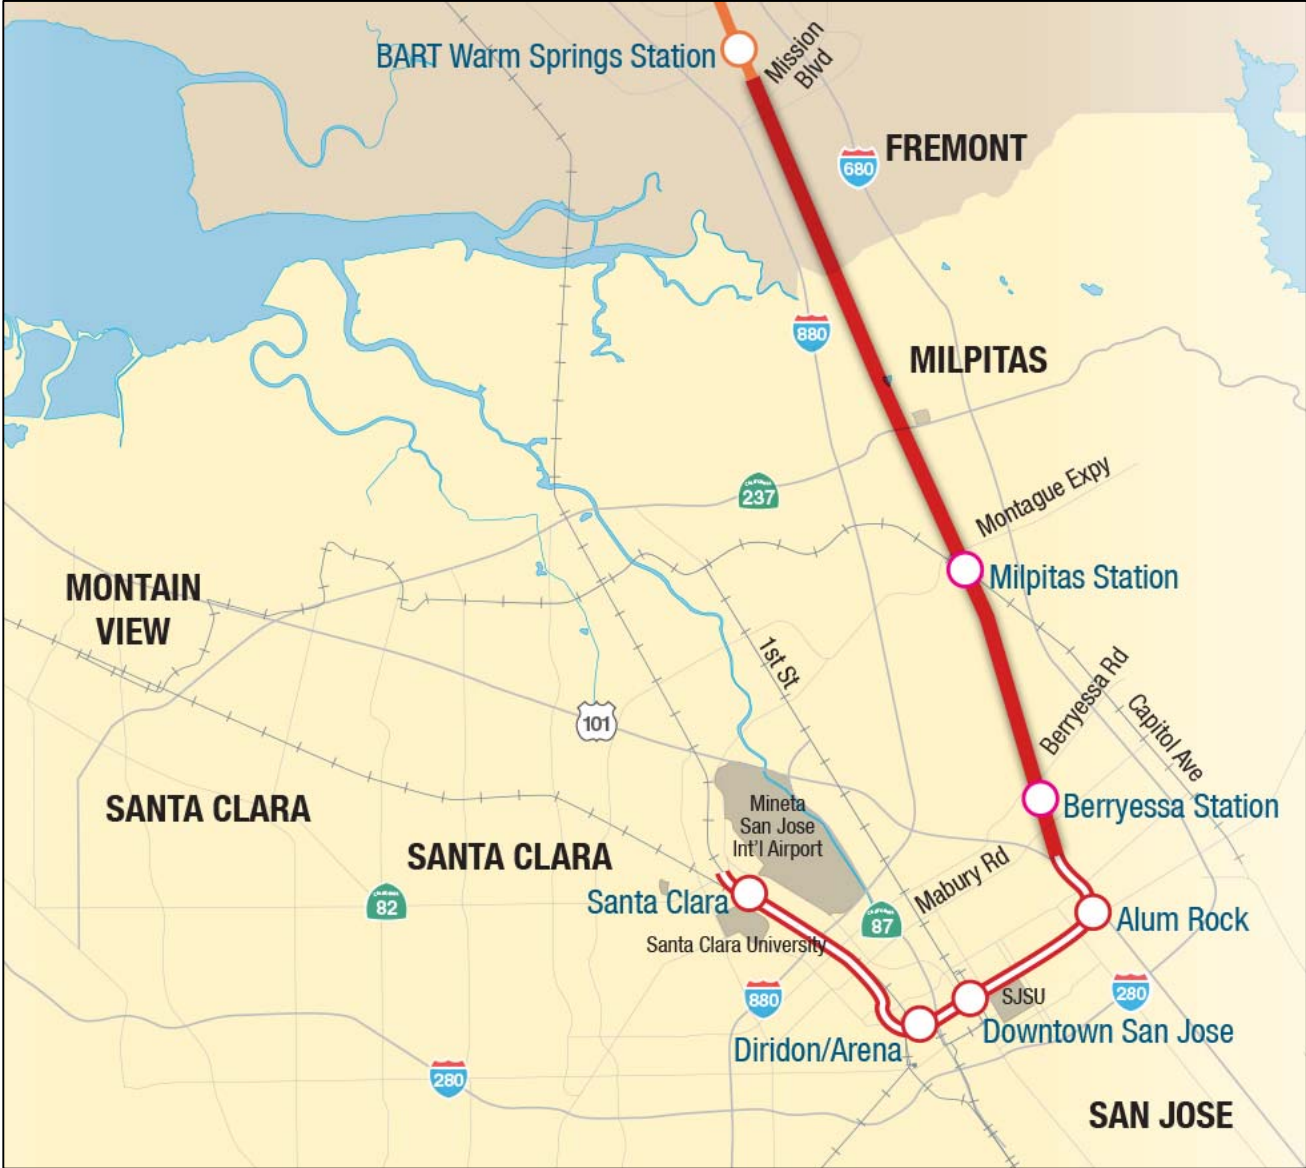 BART Warm Springs Station
Mission
Blvd
680
FREMONT
880
MILPITAS
CALIFORNIA
237
Montague Expy
Milpitas Station
MONTAIN
VIEW
1st St
Berryessa Rd
Capitol Ave
101
SANTA CLARA
Mineta
San Jose
Int'l Airport
Berryessa Station
SANTA CLARA
Mabury Rd
CALIFORNIA
82
Santa Clara
CALIFORNIA
87
Alum Rock
Santa Clara University
880
SJSU
280
Downtown San Jose
Diridon/Arena
280
SAN JOSE